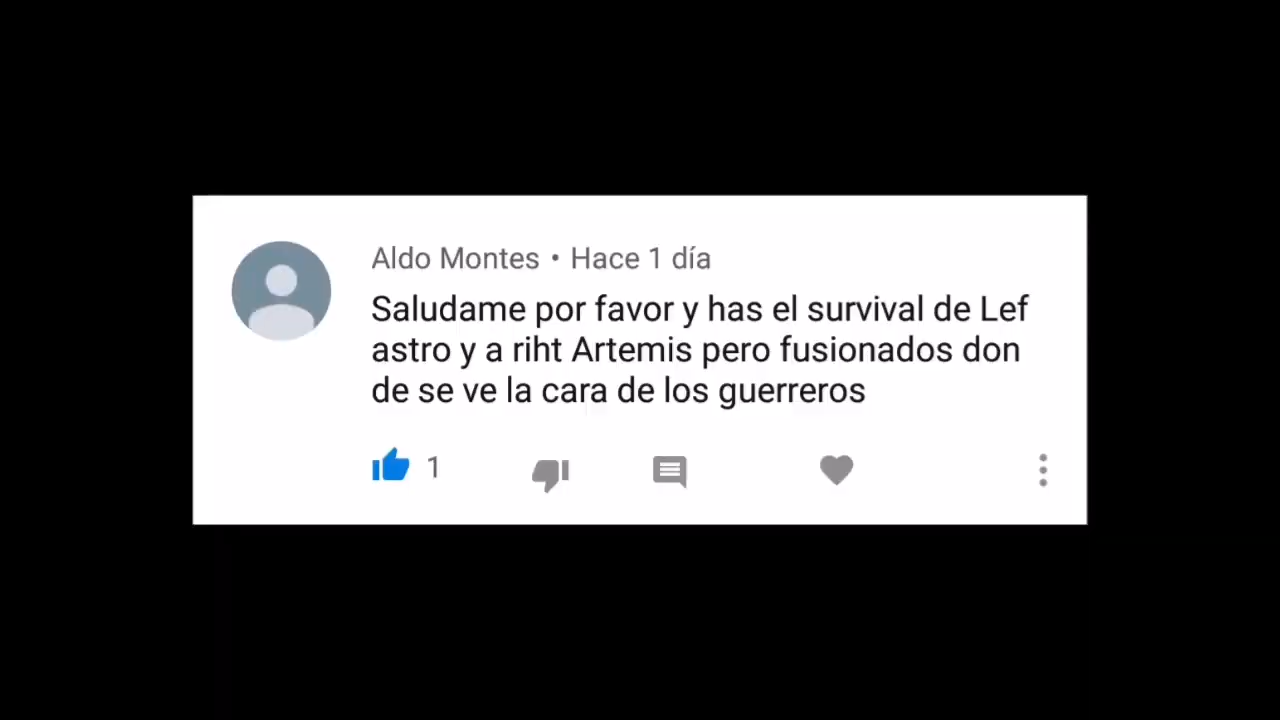 Aldo Montes • Hace 1 día
Saludame por favor y has el survival de Lef
astro y a riht Artemis pero fusionados don
de se ve la cara de los guerreros
1